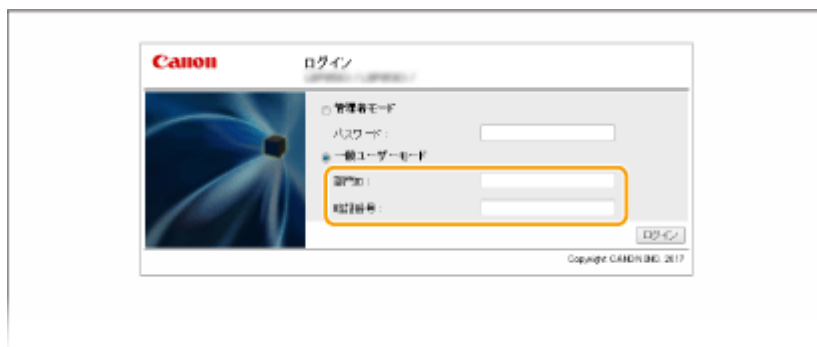 Canon
ログイン
管理者モード
パスワード:
一般ユーザーモード
部門ID:
暗証番号:
ログイン
Copyright CANON INC. 2017